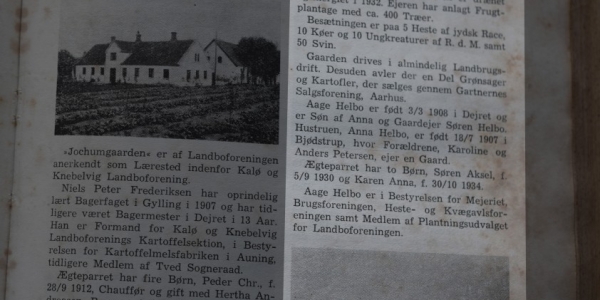 »Jochumgaarden« er af Landboforeningen
anerkendt som Lærested indenfor Kalø og
Knebelvig Landboforening.
Niels Peter Frederiksen har oprindelig
lært Bagerfaget i Gylling i 1907 og har tid-
ligere været Bagermester i Dejret i 13 Aar.
Han er Formand for Kalø og Knebelvig
Landboforenings Kartoffelsektion, i Besty-
relsen for Kartoffelmelsfabriken i Auning,
tidligere Medlem af Tved Sogneraad.
Ægteparret har fire Børn, Peder Chr., f.
28/9 1912, Chauffør og gift med Hertha An-
bygget i 1932. Ejeren har anlagt Frugt-
plantage med ca. 400 Træer.
Besætningen er paa 5 Heste af jydsk Race,
10 Køer og 10 Ungkreaturer af R. d. M. samt
50 Svin.
Gaarden drives i almindelig Landbrugs-
drift. Desuden avler der en Del Grønsager
og Kartofler, der sælges gennem Gartnernes
Salgsforening, Aarhus.
Aage Helbo er født 3/3 1908 i Dejret og
er Søn af Anna og Gaardejer Søren Helbo.
Hustruen, Anna Helbo, er født 18/7 1907 i
Bjødstrup, hvor Forældrene, Karoline og
Anders Petersen, ejer en Gaard.
Ægteparret har to Børn, Søren Aksel, f.
5/9 1930 og Karen Anna, f. 30/10 1934.
Aage Helbo er i Bestyrelsen for Mejeriet,
Brugsforeningen, Heste- og Kvægavlsfor-
eningen samt Medlem af Plantningsudvalget
for Landboforeningen.